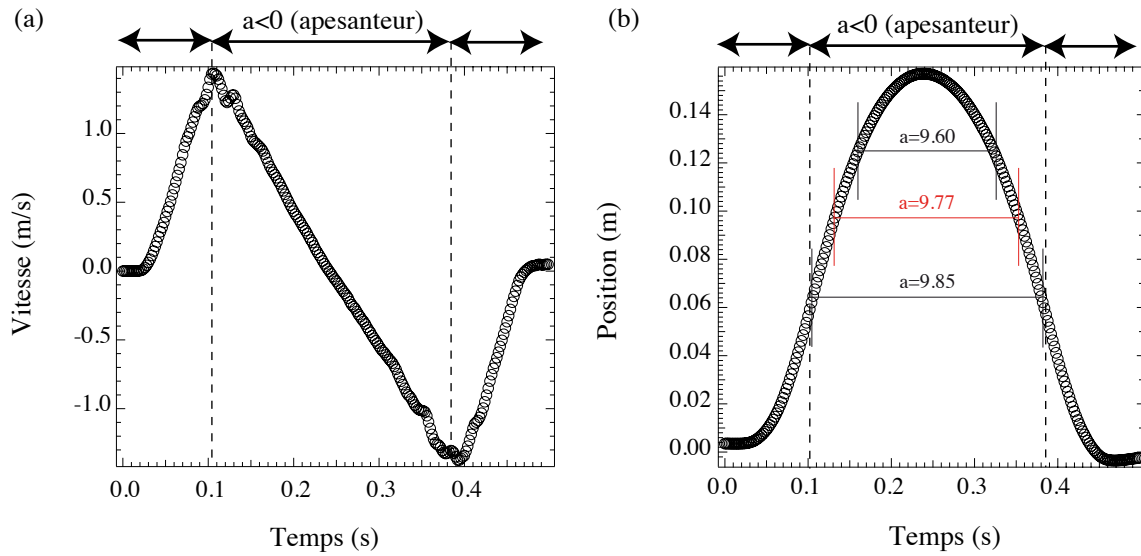 (a)
a<0 (apesanteur)
Vitesse (m/s)
1.0
0.5
0.0
-0.5
-1.0
0.0 0.1 0.2 0.3 0.4
Temps (s)
(b)
a<0 (apesanteur)
Position (m)
0.14
0.12
0.10
0.08
0.06
0.04
0.02
0.00
a=9.60
a=9.77
a=9.85
0.0 0.1 0.2 0.3 0.4
Temps (s)